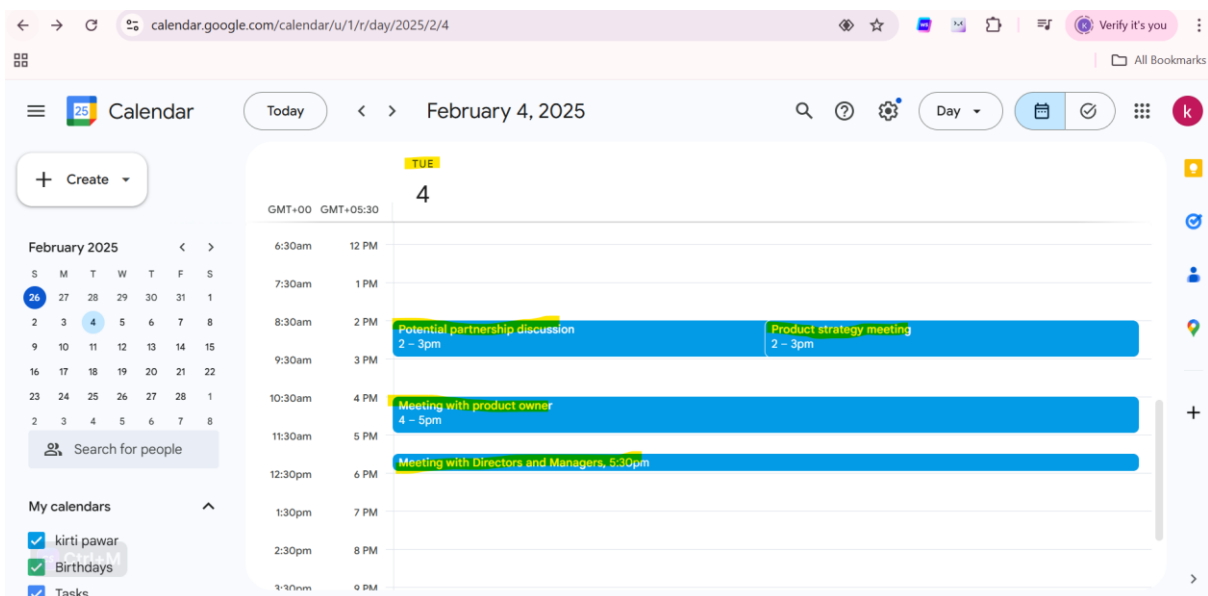 calendar.google.com/calendar/u/1/r/day/2025/2/4
Verify it's you
All Bookmarks
25 Calendar
Today
February 4, 2025
Day
k
Create
TUE
4
GMT+00 GMT+05:30
February 2025
S M T W T F S
26 27 28 29 30 31 1
2 3 4 5 6 7 8
9 10 11 12 13 14 15
16 17 18 19 20 21 22
23 24 25 26 27 28 1
2 3 4 5 6 7 8
Search for people
My calendars
kirti pawar
Ctrl+M
Birthdays
Tasks
6:30am 12 PM
7:30am 1 PM
8:30am 2 PM
Potential partnership discussion
2 – 3pm
Product strategy meeting
2 – 3pm
9:30am 3 PM
10:30am 4 PM
Meeting with product owner
4 – 5pm
11:30am 5 PM
Meeting with Directors and Managers, 5:30pm
12:30pm 6 PM
1:30pm 7 PM
2:30pm 8 PM
3:30pm 9 PM